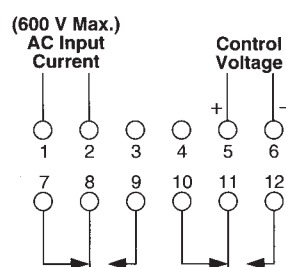 (600 V Max.)
AC Input
Current
Control
Voltage
+ −
1 2 3 4 5 6
7 8 9 10 11 12